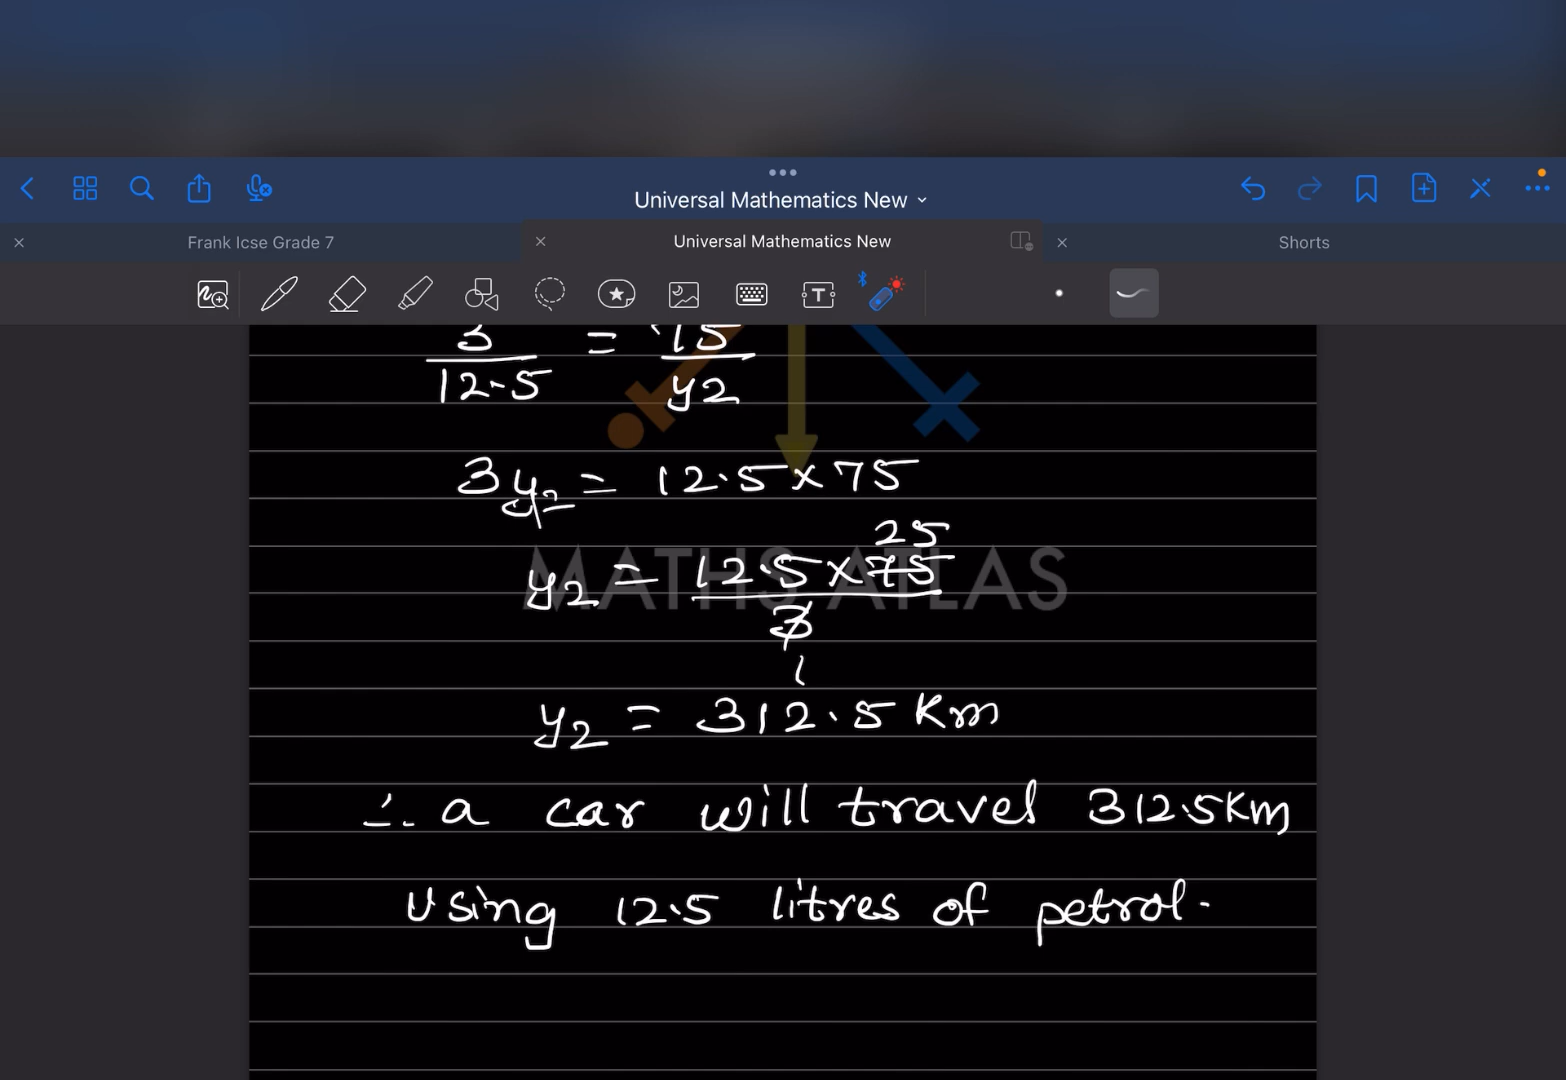 Universal Mathematics New
Frank Icse Grade 7
Universal Mathematics New
Shorts
3/12.5 = 75/y2
3y2 = 12.5×75
25
y2 = 12.5×75/3
1
MATHS ATLAS
y2 = 312.5 Km
∴ a car will travel 312.5Km
Using 12.5 litres of petrol.